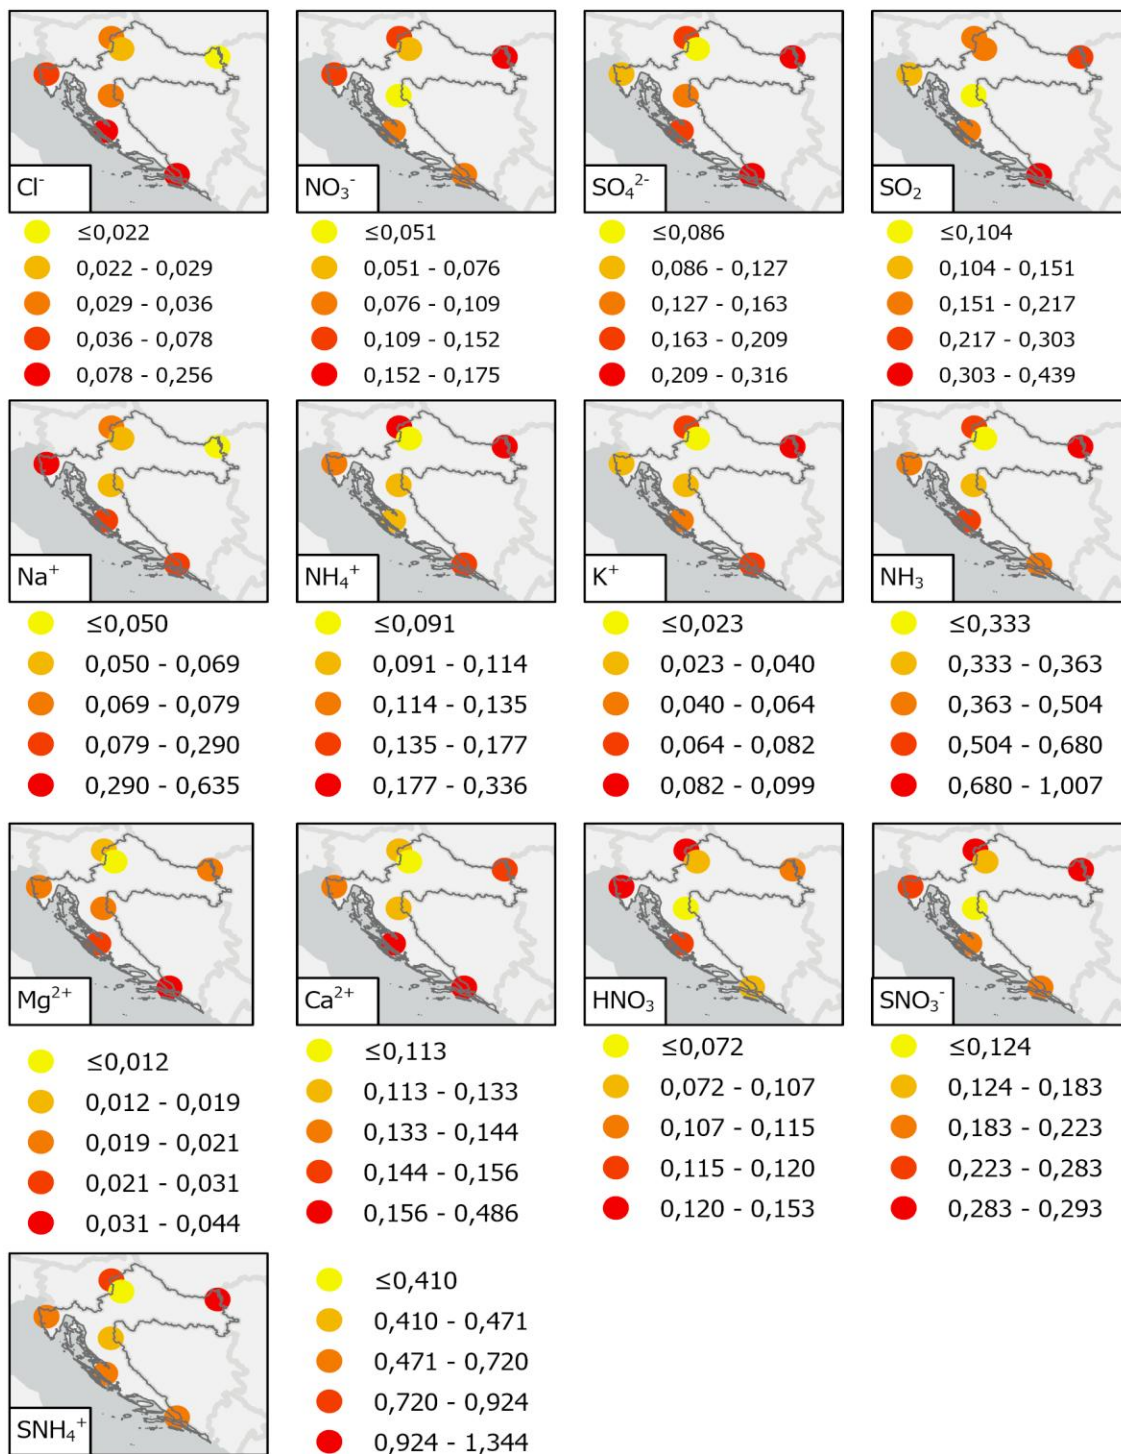 Cl⁻
≤0,022
0,022 - 0,029
0,029 - 0,036
0,036 - 0,078
0,078 - 0,256
NO₃⁻
≤0,051
0,051 - 0,076
0,076 - 0,109
0,109 - 0,152
0,152 - 0,175
SO₄²⁻
≤0,086
0,086 - 0,127
0,127 - 0,163
0,163 - 0,209
0,209 - 0,316
SO₂
≤0,104
0,104 - 0,151
0,151 - 0,217
0,217 - 0,303
0,303 - 0,439
Na⁺
≤0,050
0,050 - 0,069
0,069 - 0,079
0,079 - 0,290
0,290 - 0,635
NH₄⁺
≤0,091
0,091 - 0,114
0,114 - 0,135
0,135 - 0,177
0,177 - 0,336
K⁺
≤0,023
0,023 - 0,040
0,040 - 0,064
0,064 - 0,082
0,082 - 0,099
NH₃
≤0,333
0,333 - 0,363
0,363 - 0,504
0,504 - 0,680
0,680 - 1,007
Mg²⁺
≤0,012
0,012 - 0,019
0,019 - 0,021
0,021 - 0,031
0,031 - 0,044
Ca²⁺
≤0,113
0,113 - 0,133
0,133 - 0,144
0,144 - 0,156
0,156 - 0,486
HNO₃
≤0,072
0,072 - 0,107
0,107 - 0,115
0,115 - 0,120
0,120 - 0,153
SNO₃⁻
≤0,124
0,124 - 0,183
0,183 - 0,223
0,223 - 0,283
0,283 - 0,293
SNH₄⁺
≤0,410
0,410 - 0,471
0,471 - 0,720
0,720 - 0,924
0,924 - 1,344